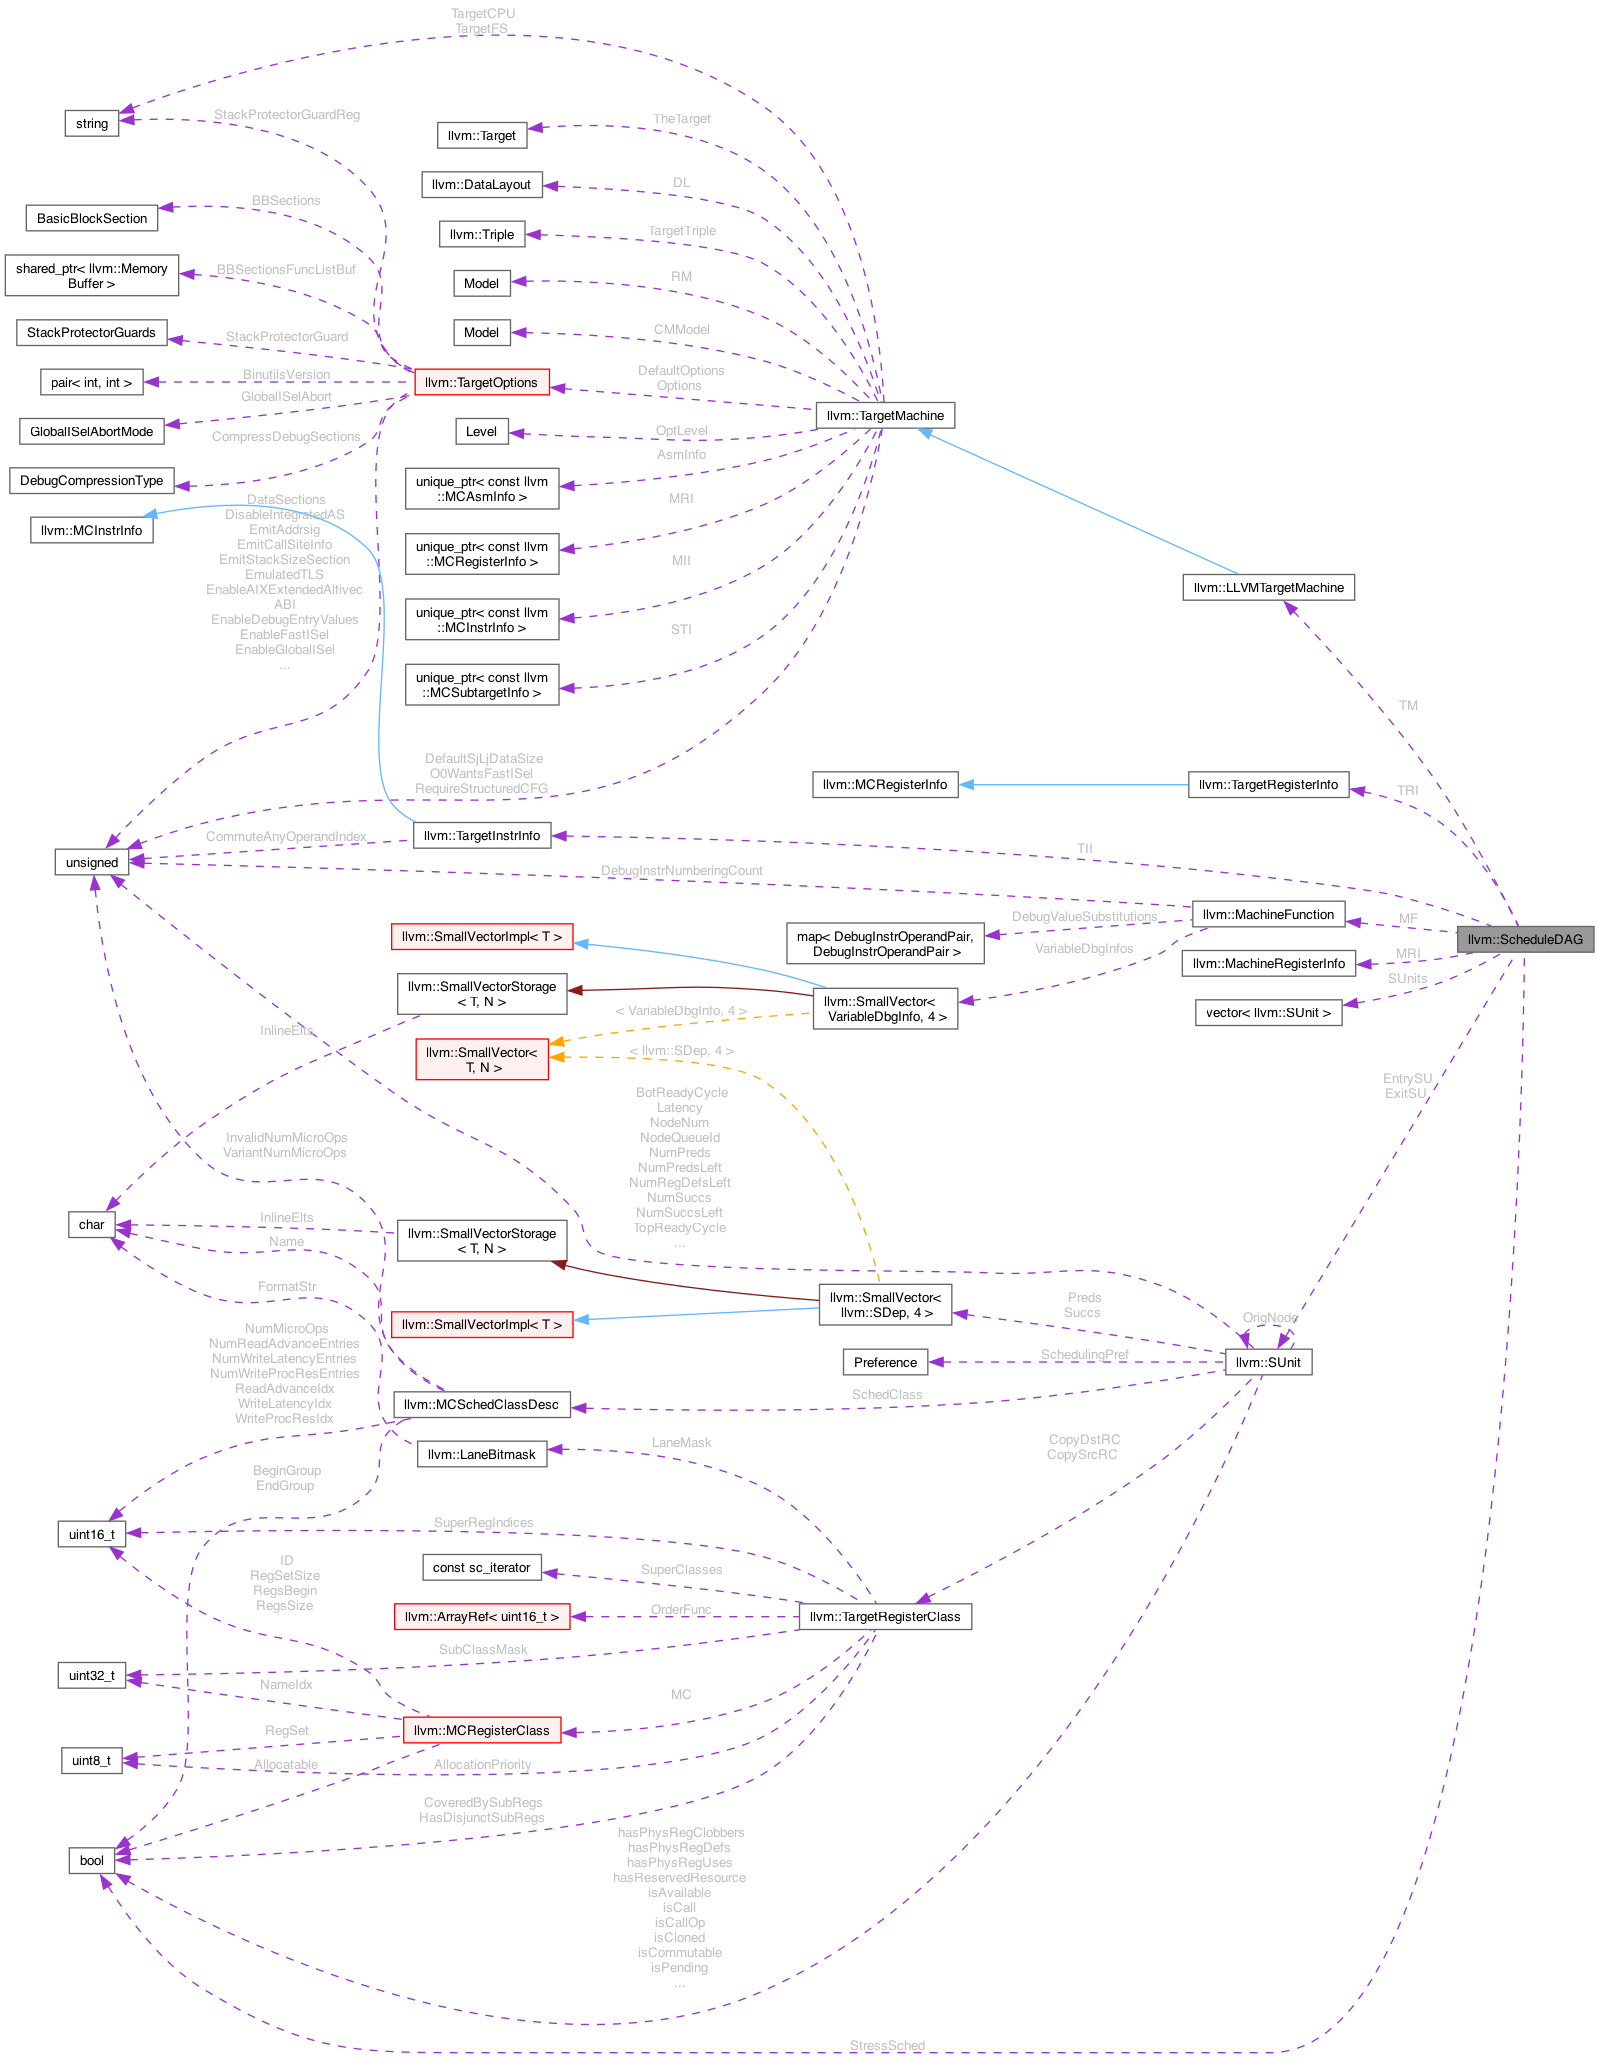 TargetCPU
TargetFS
string
StackProtectorGuardReg
llvm::Target
TheTarget
llvm::DataLayout
DL
BasicBlockSection
BBSections
llvm::Triple
TargetTriple
shared_ptr< llvm::Memory
Buffer >
BBSectionsFuncListBuf
Model
RM
StackProtectorGuards
StackProtectorGuard
Model
CMModel
pair< int, int >
BinutilsVersion
llvm::TargetOptions
DefaultOptions
Options
GlobalISelAbortMode
GlobalISelAbort
llvm::TargetMachine
Level
OptLevel
CompressDebugSections
AsmInfo
DebugCompressionType
unique_ptr< const llvm
::MCAsmInfo >
llvm::MCInstrInfo
DataSections
DisableIntegratedAS
EmitAddrsig
EmitCallSiteInfo
EmitStackSizeSection
EmulatedTLS
EnableAIXExtendedAltivec
ABI
EnableDebugEntryValues
EnableFastISel
EnableGlobalISel
...
MRI
unique_ptr< const llvm
::MCRegisterInfo >
MII
unique_ptr< const llvm
::MCInstrInfo >
STI
unique_ptr< const llvm
::MCSubtargetInfo >
llvm::LLVMTargetMachine
TM
DefaultSjLjDataSize
O0WantsFastISel
RequireStructuredCFG
llvm::MCRegisterInfo
llvm::TargetRegisterInfo
TRI
unsigned
CommuteAnyOperandIndex
llvm::TargetInstrInfo
TII
DebugInstrNumberingCount
llvm::MachineFunction
MF
llvm::ScheduleDAG
DebugValueSubstitutions
map< DebugInstrOperandPair,
DebugInstrOperandPair >
VariableDbgInfos
llvm::MachineRegisterInfo
MRI
vector< llvm::SUnit >
SUnits
llvm::SmallVectorImpl< T >
llvm::SmallVectorStorage
< T, N >
llvm::SmallVector<
VariableDbgInfo, 4 >
< VariableDbgInfo, 4 >
InlineElts
llvm::SmallVector<
T, N >
< llvm::SDep, 4 >
EntrySU
ExitSU
BotReadyCycle
Latency
NodeNum
NodeQueueId
NumPreds
NumPredsLeft
NumRegDefsLeft
NumSuccs
NumSuccsLeft
TopReadyCycle
...
InvalidNumMicroOps
VariantNumMicroOps
char
InlineElts
Name
llvm::SmallVectorStorage
< T, N >
FormatStr
llvm::SmallVector<
llvm::SDep, 4 >
Preds
Succs
OrigNode
llvm::SmallVectorImpl< T >
NumMicroOps
NumReadAdvanceEntries
NumWriteLatencyEntries
NumWriteProcResEntries
ReadAdvanceIdx
WriteLatencyIdx
WriteProcResIdx
Preference
SchedulingPref
llvm::SUnit
llvm::MCSchedClassDesc
SchedClass
llvm::LaneBitmask
LaneMask
CopyDstRC
CopySrcRC
BeginGroup
EndGroup
uint16_t
SuperRegIndices
ID
RegSetSize
RegsBegin
RegsSize
const sc_iterator
SuperClasses
llvm::ArrayRef< uint16_t >
OrderFunc
llvm::TargetRegisterClass
SubClassMask
uint32_t
NameIdx
MC
llvm::MCRegisterClass
RegSet
uint8_t
Allocatable
AllocationPriority
CoveredBySubRegs
HasDisjunctSubRegs
bool
hasPhysRegClobbers
hasPhysRegDefs
hasPhysRegUses
hasReservedResource
isAvailable
isCall
isCallOp
isCloned
isCommutable
isPending
...
StressSched